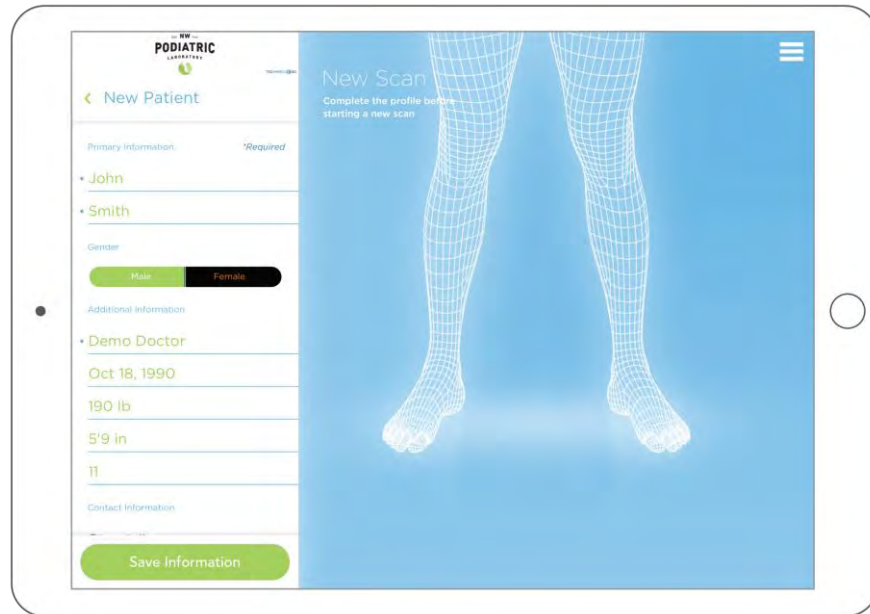 NW
PODIATRIC
LABORATORY
New Patient
Primary Information
*Required
* John
* Smith
Gender
Male
Female
Additional Information
* Demo Doctor
Oct 18, 1990
190 lb
5'9 in
11
Contact Information
Save Information
New Scan
Complete the profile before
starting a new scan